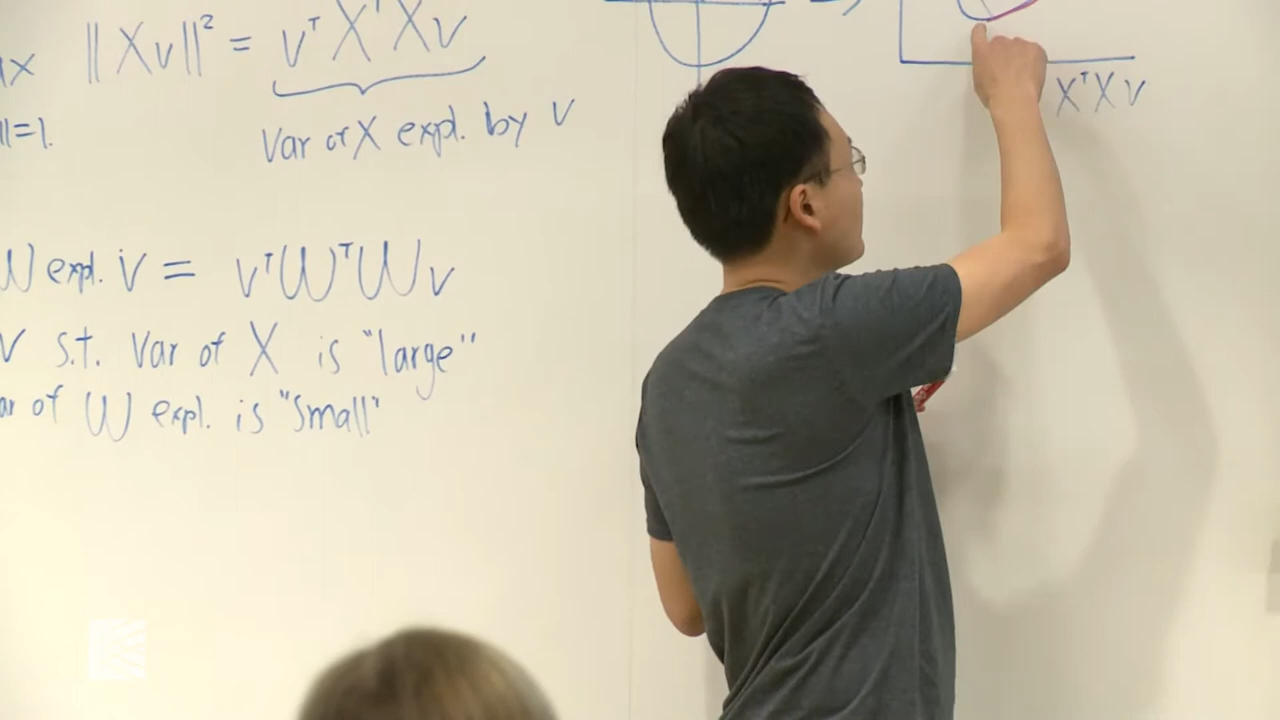 ‖Xv‖² = vᵀXᵀXv
Var of X expl. by v
=1.
W expl. v = vᵀWᵀWv
v s.t. Var of X is "large"
of W expl. is "small"
XᵀXv